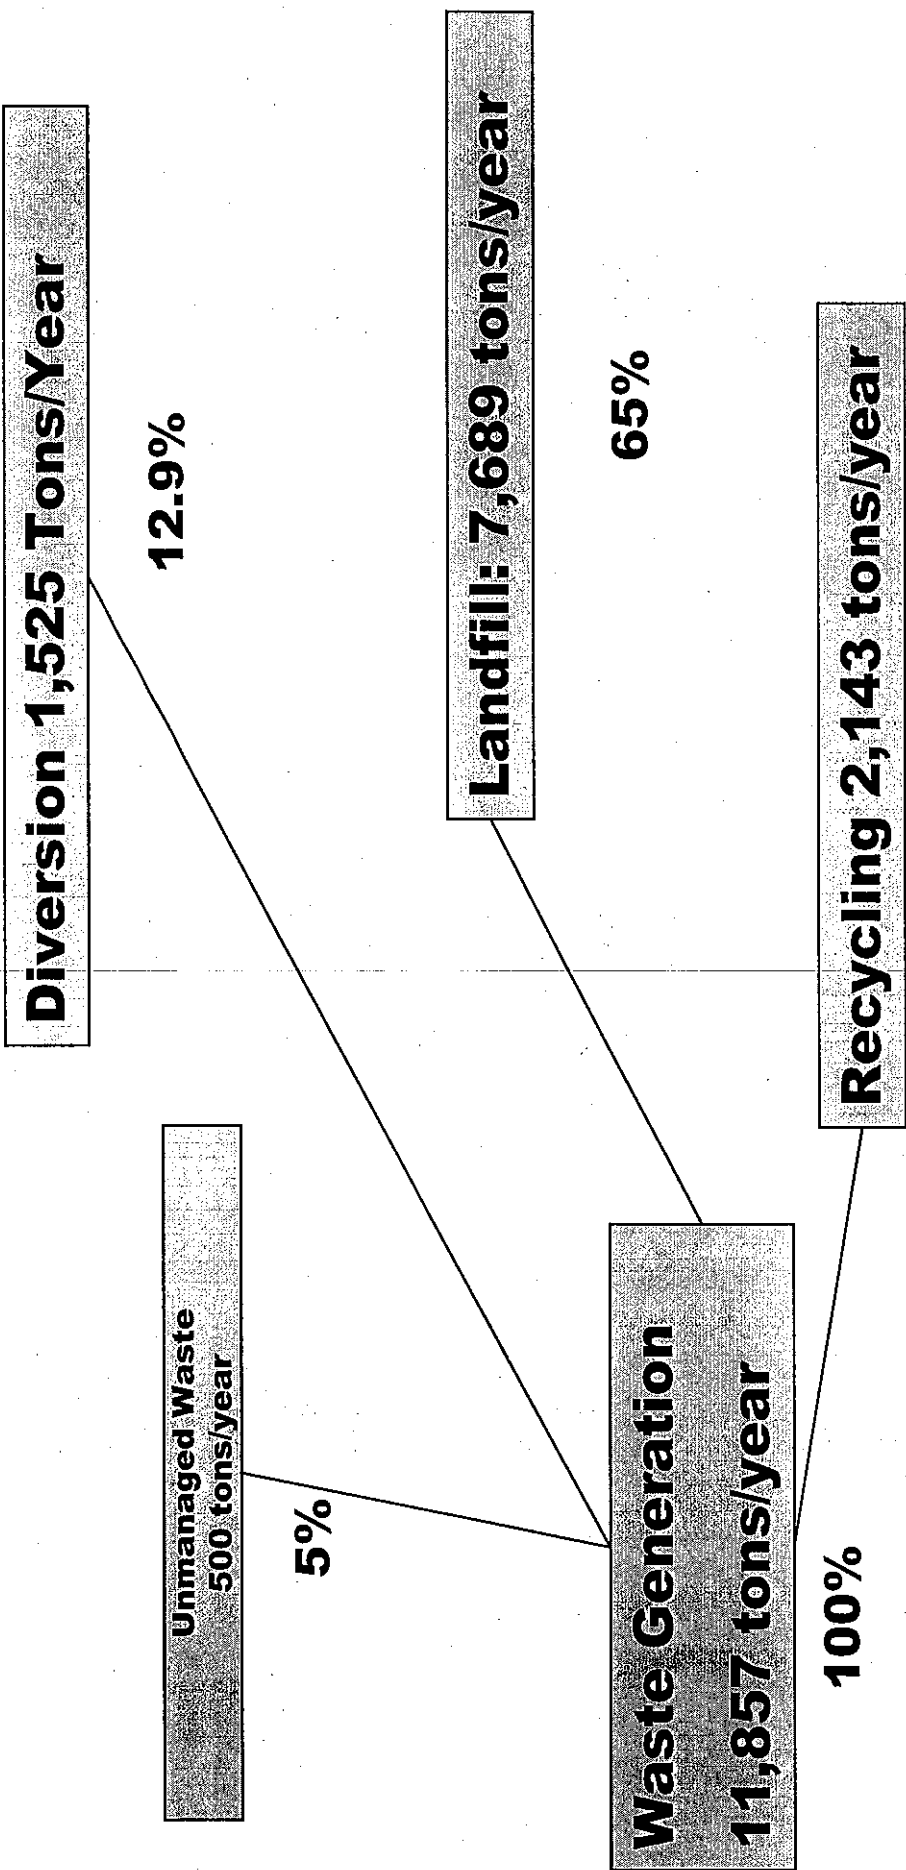 Diversion 1,525 Tons/Year
12.9%
Unmanaged Waste
500 tons/year
5%
Landfill: 7,689 tons/year
65%
Waste Generation
11,857 tons/year
100%
Recycling 2,143 tons/year